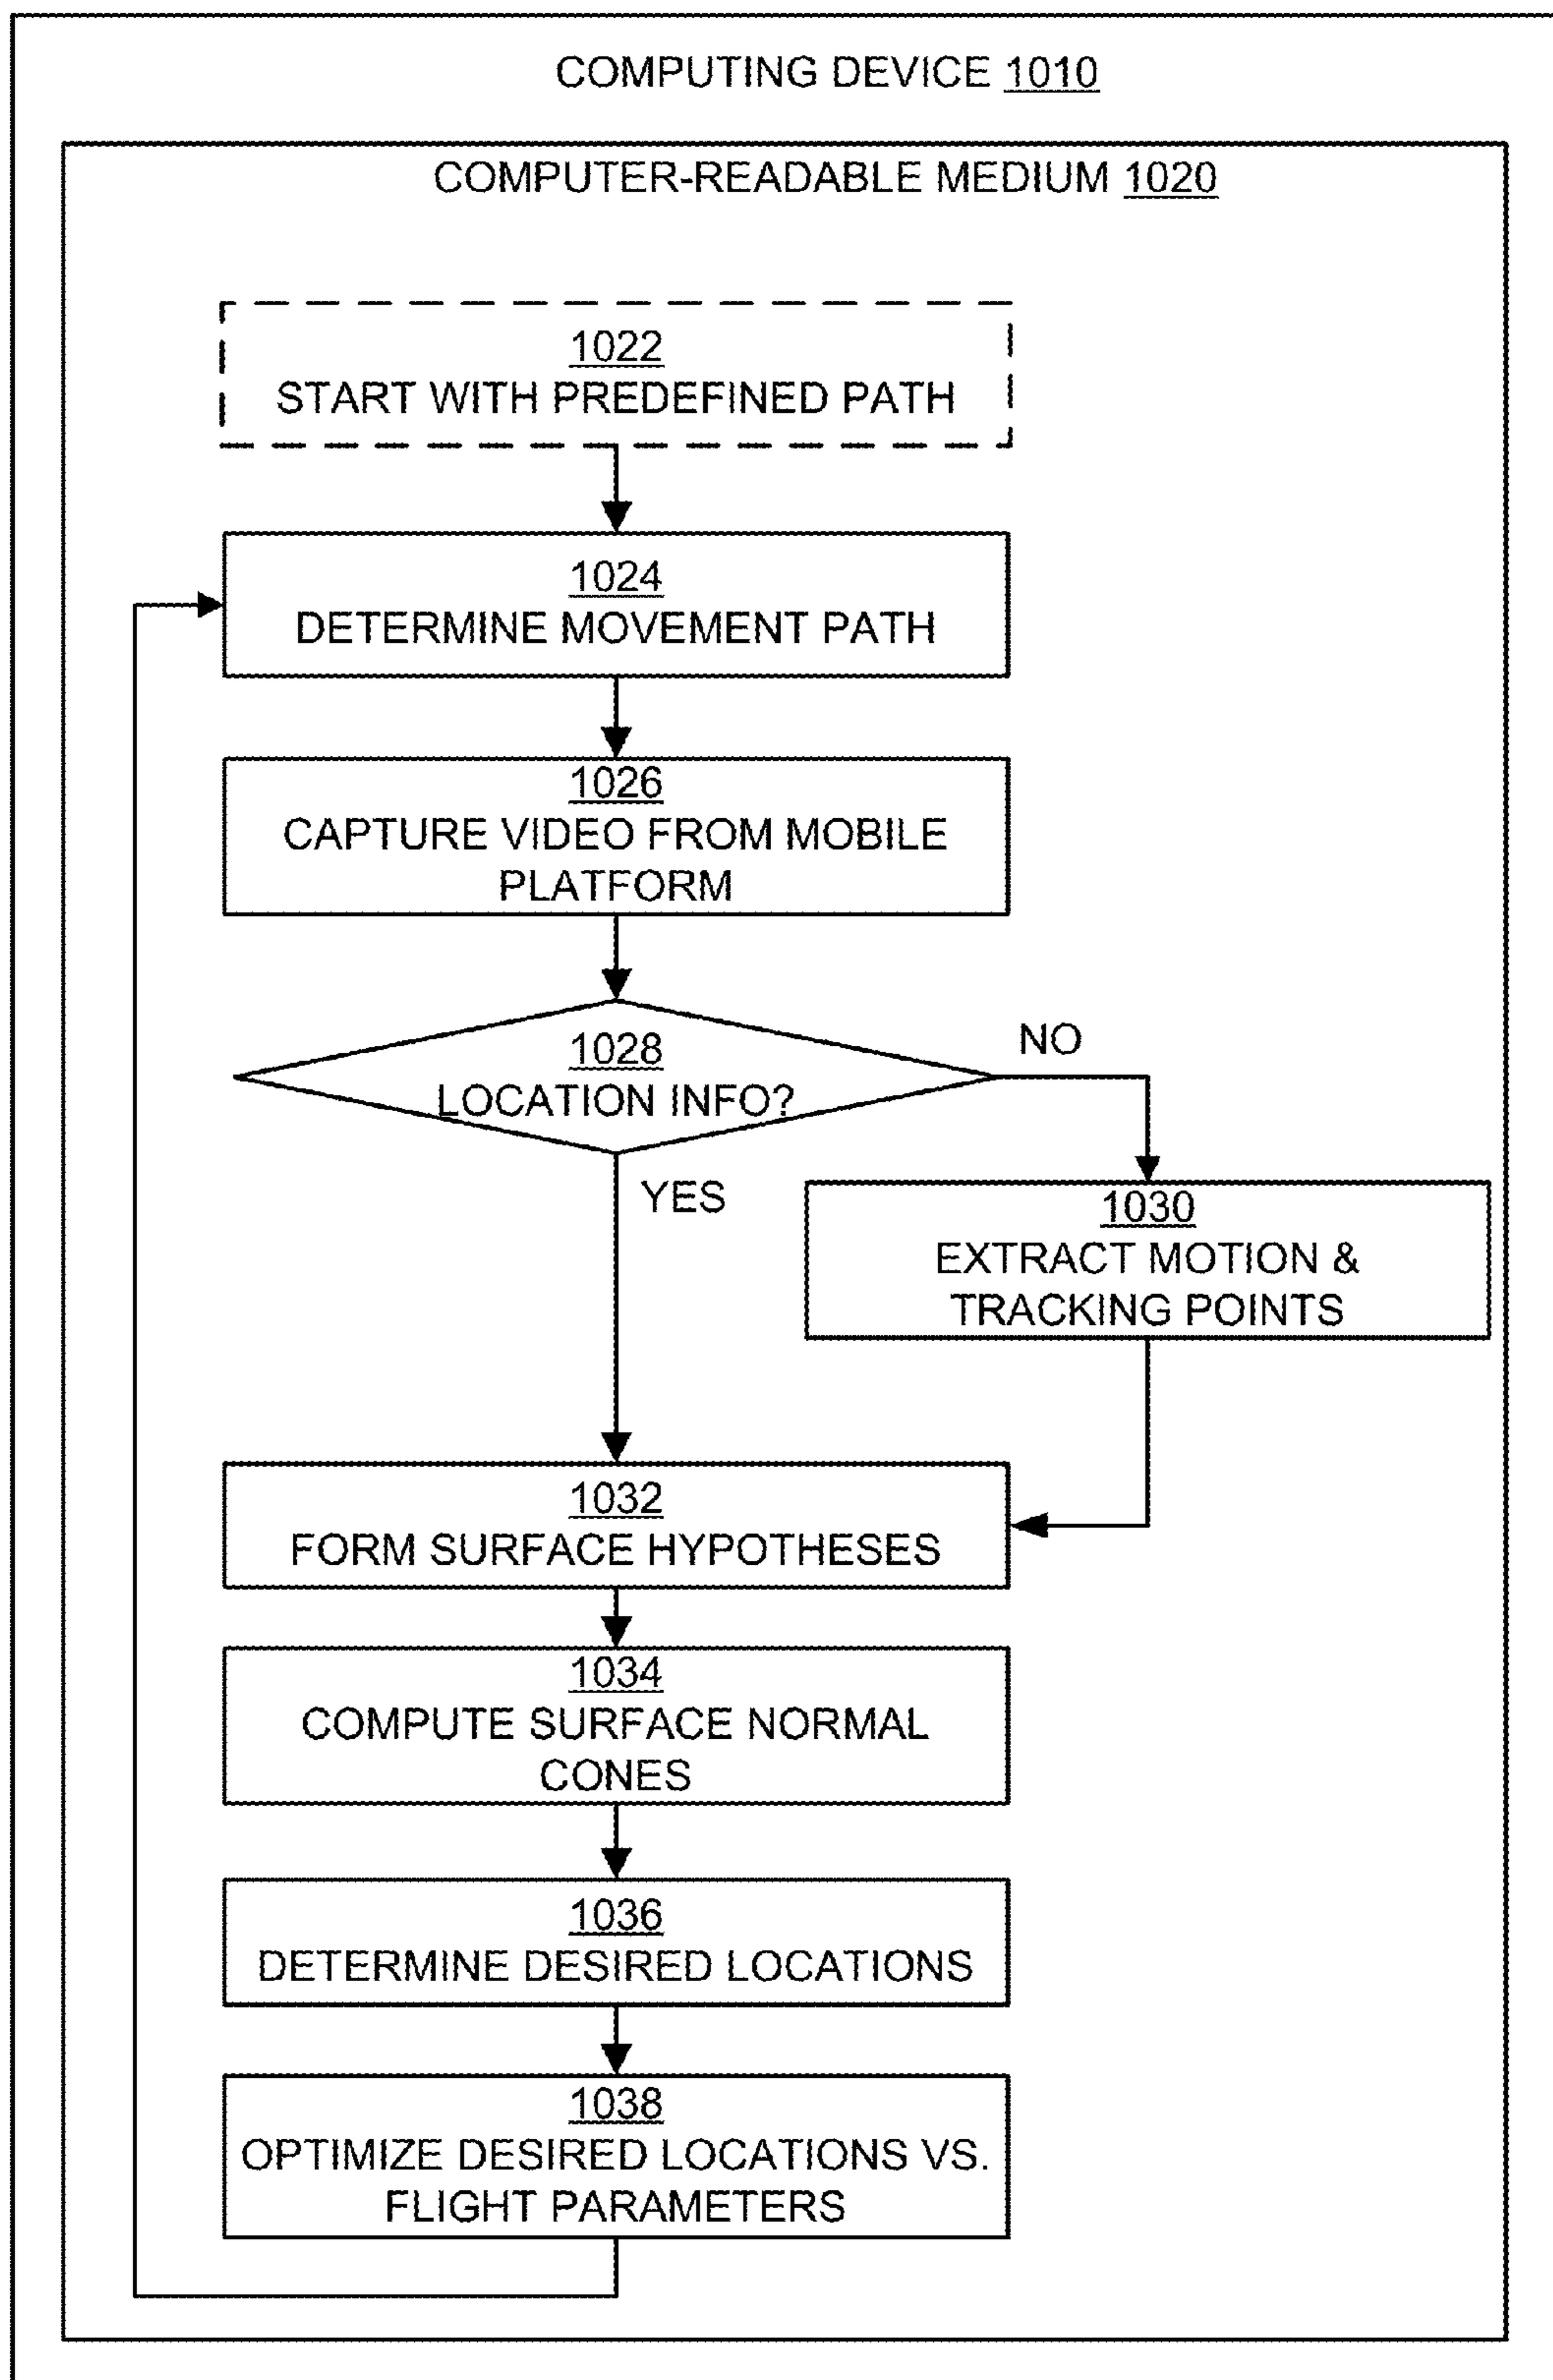 COMPUTING DEVICE 1010
COMPUTER-READABLE MEDIUM 1020
1022
START WITH PREDEFINED PATH
1024
DETERMINE MOVEMENT PATH
1026
CAPTURE VIDEO FROM MOBILE
PLATFORM
1028
LOCATION INFO?
NO
YES
1030
EXTRACT MOTION &
TRACKING POINTS
1032
FORM SURFACE HYPOTHESES
1034
COMPUTE SURFACE NORMAL
CONES
1036
DETERMINE DESIRED LOCATIONS
1038
OPTIMIZE DESIRED LOCATIONS VS.
FLIGHT PARAMETERS